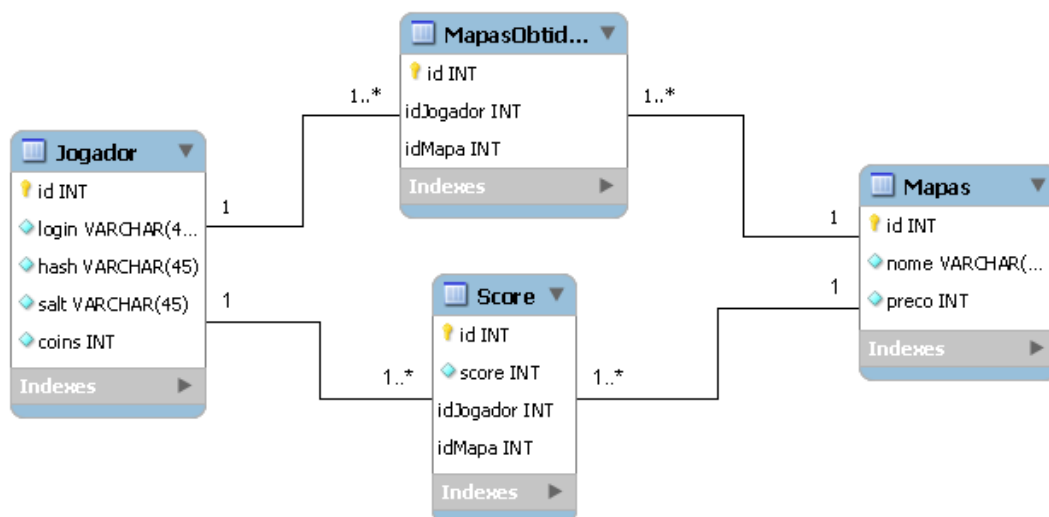 MapasObtid...
id INT
idJogador INT
idMapa INT
Indexes
1..*
1..*
Jogador
id INT
login VARCHAR(4...
hash VARCHAR(45)
salt VARCHAR(45)
coins INT
Indexes
1
1
Mapas
id INT
nome VARCHAR(...
preco INT
Indexes
1
1
Score
id INT
score INT
idJogador INT
idMapa INT
Indexes
1..*
1..*